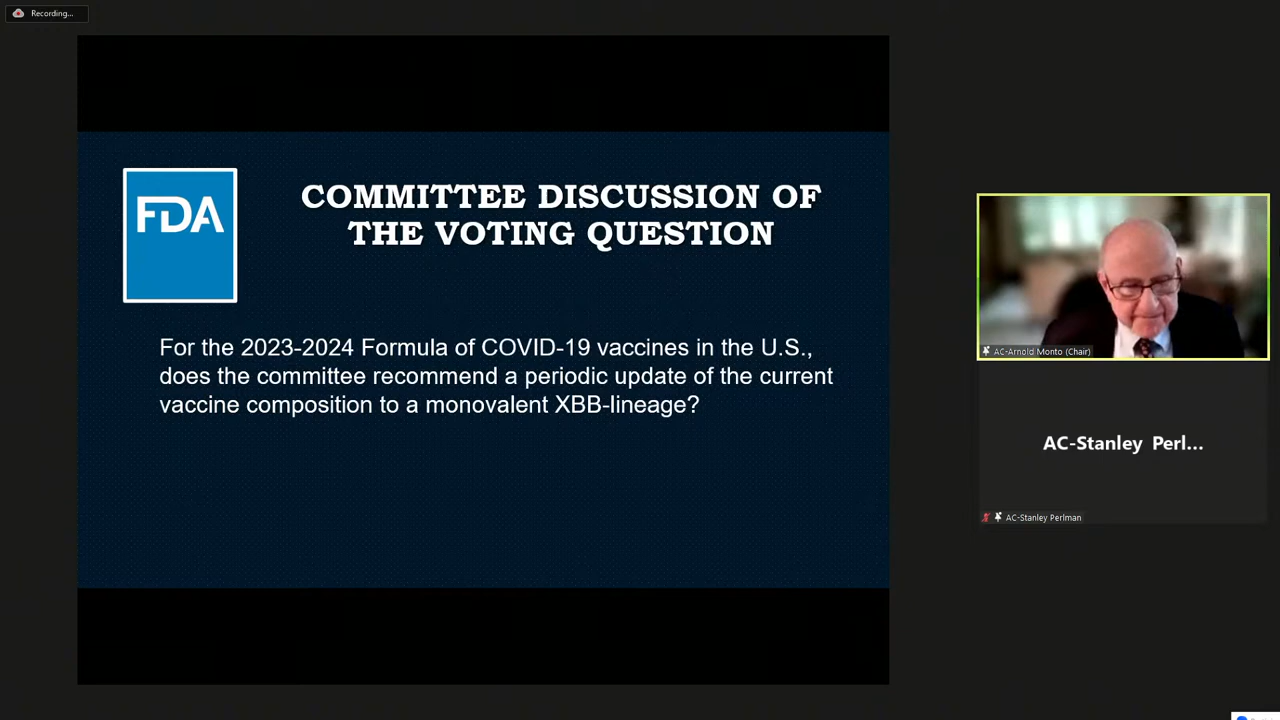 Recording...
FDA
COMMITTEE DISCUSSION OF
THE VOTING QUESTION
For the 2023-2024 Formula of COVID-19 vaccines in the U.S.,
does the committee recommend a periodic update of the current
vaccine composition to a monovalent XBB-lineage?
AC-Arnold Monto (Chair)
AC-Stanley Perl...
AC-Stanley Perlman